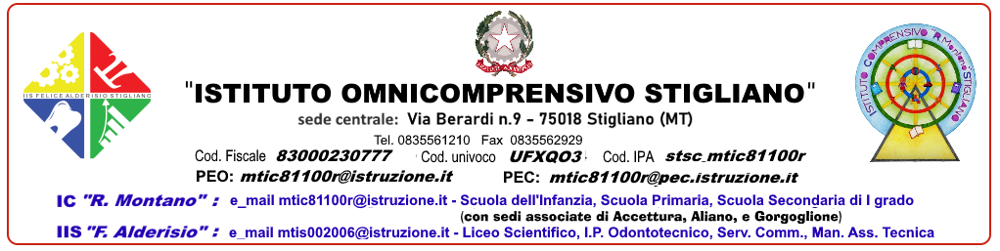 "ISTITUTO OMNICOMPRENSIVO STIGLIANO"
sede centrale: Via Berardi n.9 - 75018 Stigliano (MT)
Tel. 0835561210 Fax 0835562929
Cod. Fiscale 83000230777 Cod. univoco UFXQO3 Cod. IPA stsc_mtic81100r
PEO: mtic81100r@istruzione.it PEC: mtic81100r@pec.istruzione.it
IC "R. Montano" : e_mail mtic81100r@istruzione.it - Scuola dell'Infanzia, Scuola Primaria, Scuola Secondaria di I grado
(con sedi associate di Accettura, Aliano, e Gorgoglione)
IIS "F. Alderisio" : e_mail mtis002006@istruzione.it - Liceo Scientifico, I.P. Odontotecnico, Serv. Comm., Man. Ass. Tecnica
IIS FELICE ALDERISIO STIGLIANO
ISTITUTO COMPRENSIVO "R. Montano" STIGLIANO